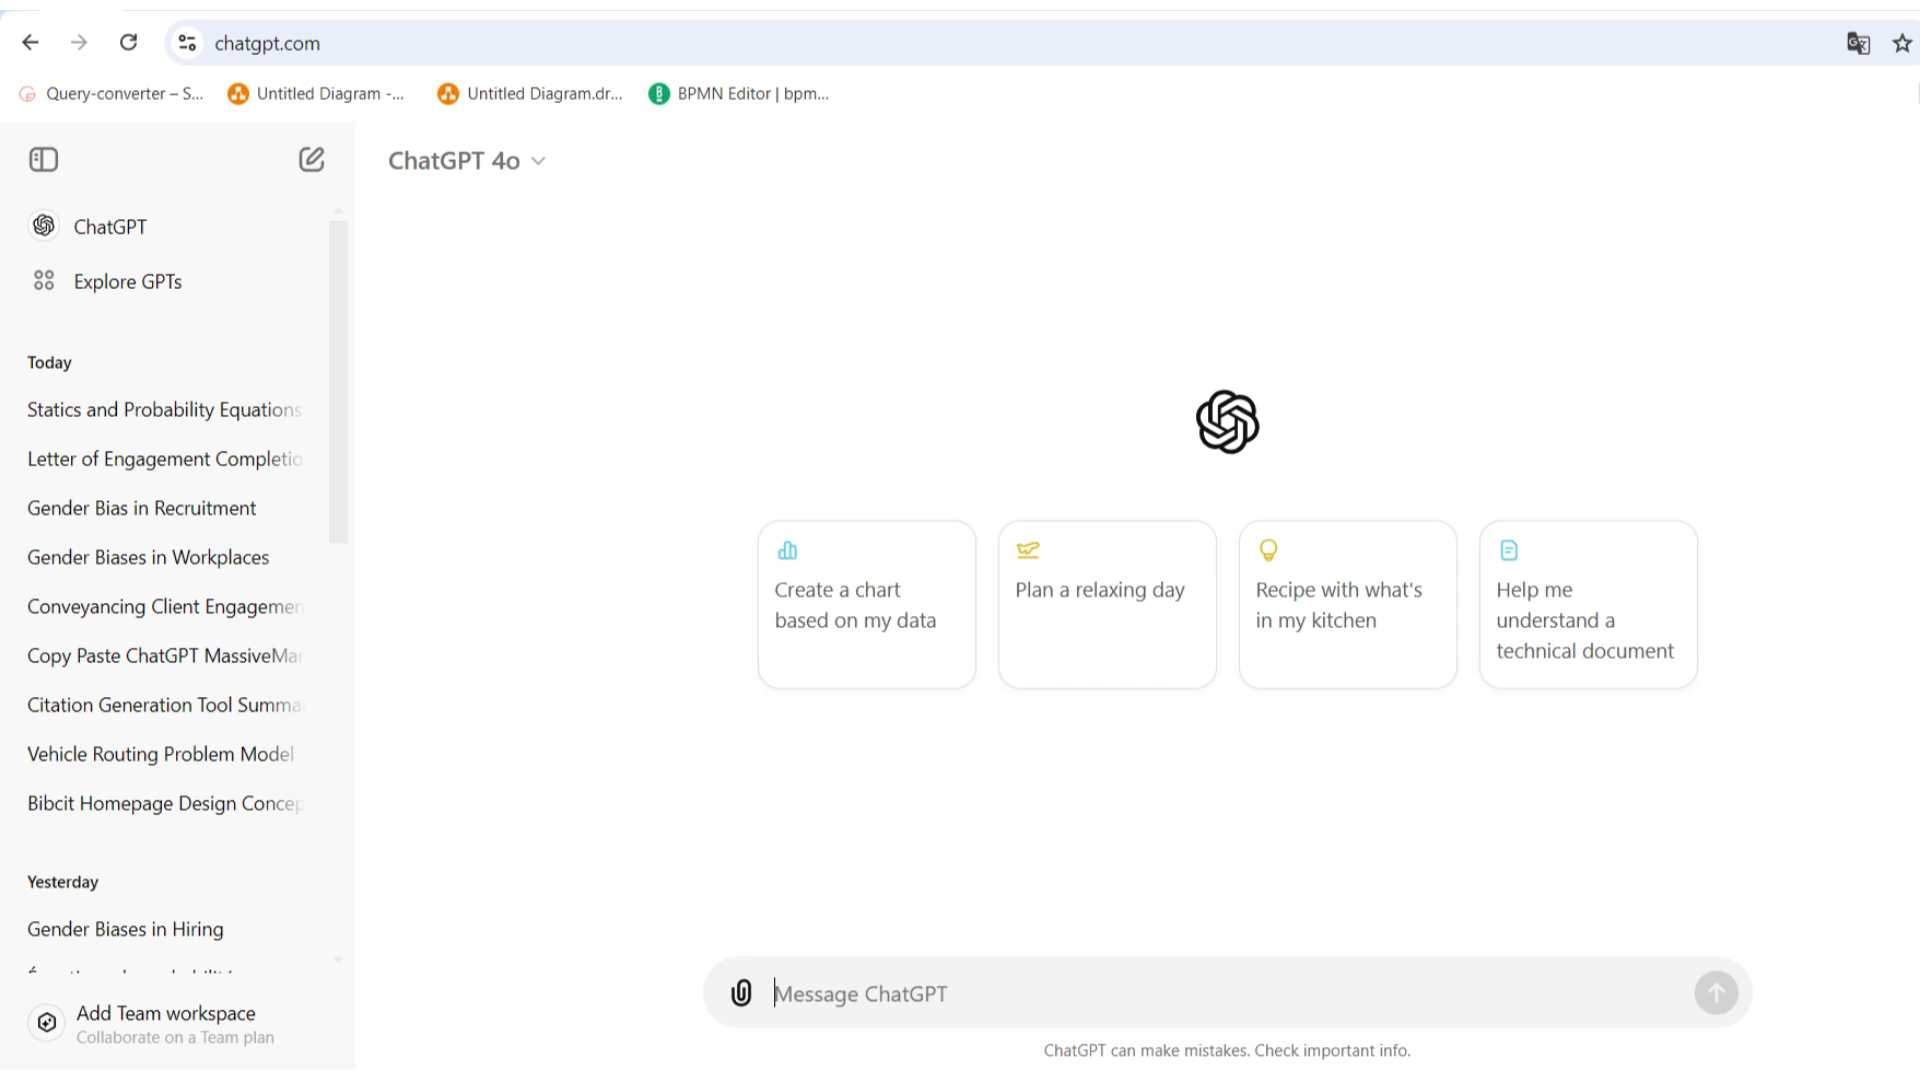 chatgpt.com
Query-converter – S...
Untitled Diagram -...
Untitled Diagram.dr...
BPMN Editor | bpm...
ChatGPT 4o
ChatGPT
Explore GPTs
Today
Statics and Probability Equations
Letter of Engagement Completio
Gender Bias in Recruitment
Gender Biases in Workplaces
Conveyancing Client Engagemen
Copy Paste ChatGPT MassiveMar
Citation Generation Tool Summa
Vehicle Routing Problem Model
Bibcit Homepage Design Concep
Yesterday
Gender Biases in Hiring
Add Team workspace
Collaborate on a Team plan
Create a chart
based on my data
Plan a relaxing day
Recipe with what's
in my kitchen
Help me
understand a
technical document
Message ChatGPT
ChatGPT can make mistakes. Check important info.